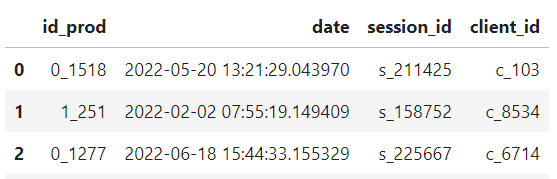 id_prod date session_id client_id
0 0_1518 2022-05-20 13:21:29.043970 s_211425 c_103
1 1_251 2022-02-02 07:55:19.149409 s_158752 c_8534
2 0_1277 2022-06-18 15:44:33.155329 s_225667 c_6714